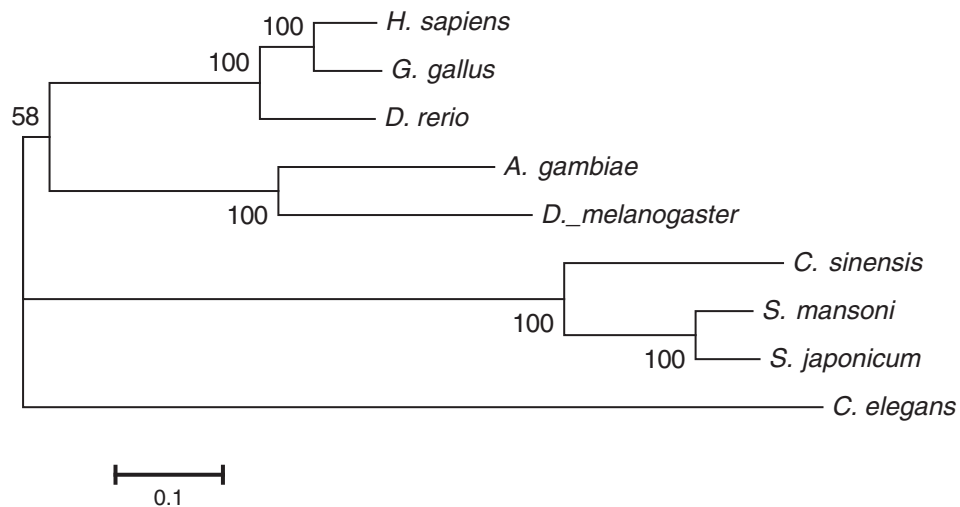 100
H. sapiens
100
G. gallus
58
D. rerio
A. gambiae
100
D._melanogaster
C. sinensis
100
S. mansoni
100
S. japonicum
C. elegans
0.1